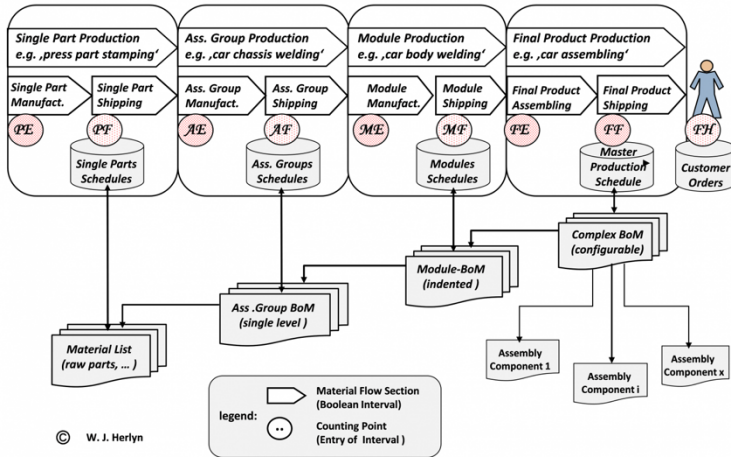 Single Part Production
e.g. ‚press part stamping‘
Ass. Group Production
e.g. ‚car chassis welding‘
Module Production
e.g. ‚car body welding‘
Final Product Production
e.g. ‚car assembling‘
Single Part
Manufact.
Single Part
Shipping
Ass. Group
Manufact.
Ass. Group
Shipping
Module
Manufact.
Module
Shipping
Final Product
Assembling
Final Product
Shipping
PE
PF
AE
AF
ME
MF
FE
FF
FH
Single Parts
Schedules
Ass. Groups
Schedules
Modules
Schedules
Master
Production
Schedule
Customer
Orders
Complex BoM
(configurable)
Module-BoM
(indented )
Ass .Group BoM
(single level)
Material List
(raw parts, ... )
Assembly
Component 1
Assembly
Component i
Assembly
Component x
legend:
Material Flow Section
(Boolean Interval)
Counting Point
(Entry of Interval )
© W. J. Herlyn